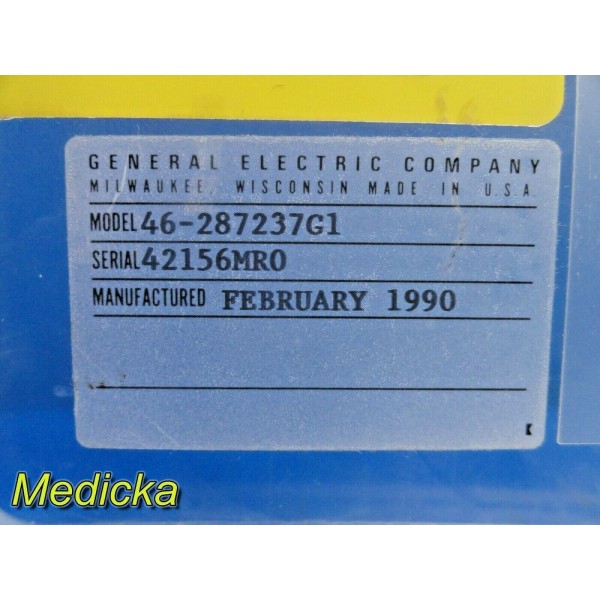 GENERAL ELECTRIC COMPANY
MILWAUKEE, WISCONSIN MADE IN U.S.A.
MODEL 46-287237G1
SERIAL 42156MR0
MANUFACTURED FEBRUARY 1990
K
Medicka